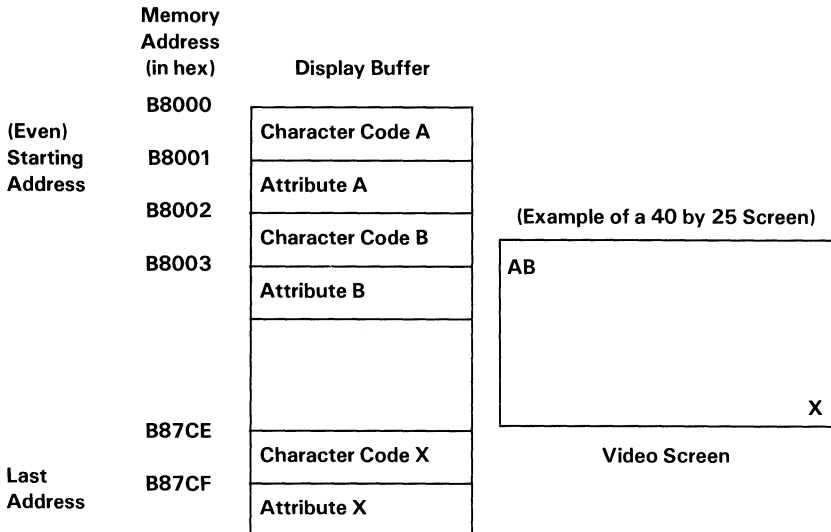 Memory
Address
(in hex)
Display Buffer
B8000
(Even)
Starting
Address
Character Code A
B8001
Attribute A
B8002
Character Code B
B8003
Attribute B
(Example of a 40 by 25 Screen)
AB
X
Video Screen
B87CE
Character Code X
Last
Address
B87CF
Attribute X